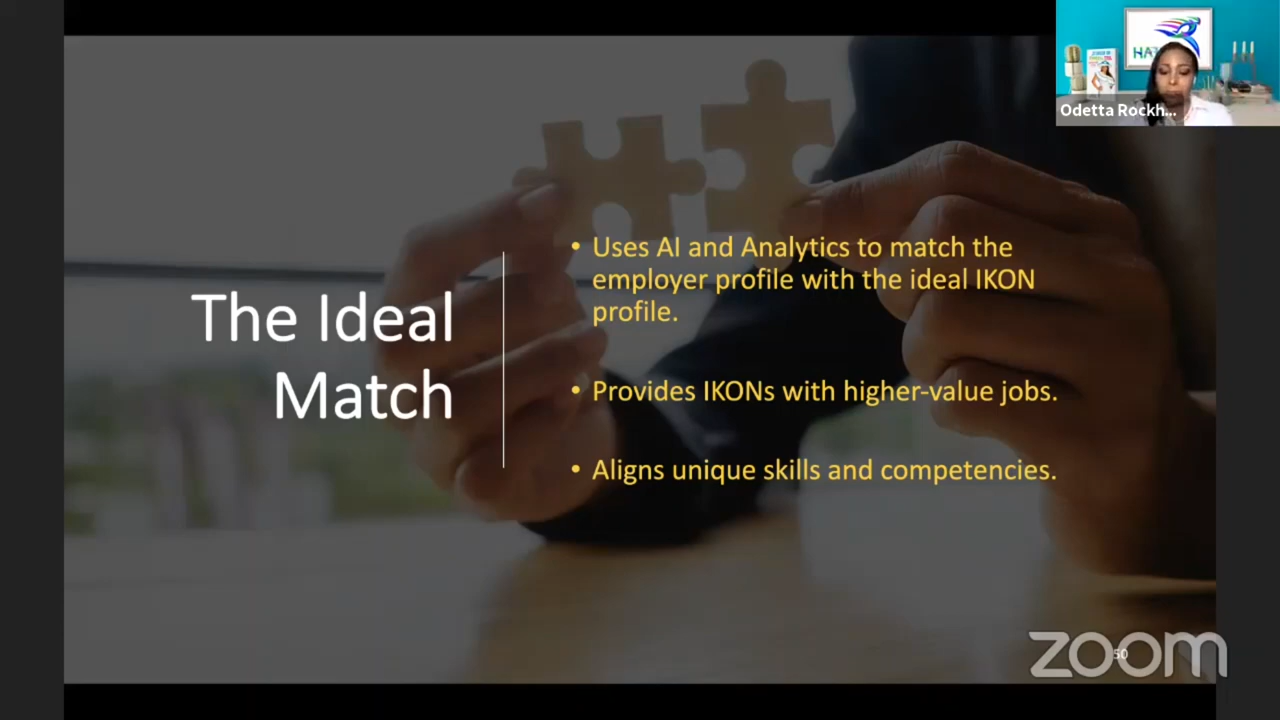 Odetta Rockh...
The Ideal
Match
• Uses AI and Analytics to match the
employer profile with the ideal IKON
profile.
• Provides IKONs with higher-value jobs.
• Aligns unique skills and competencies.
50
zoom